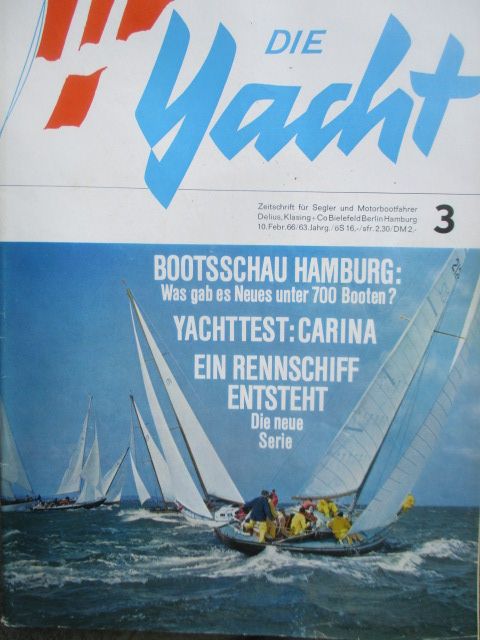 DIE
Yacht
Zeitschrift für Segler und Motorbootfahrer
Delius, Klasing + Co Bielefeld Berlin Hamburg
10. Febr. 66/63. Jahrg./öS 16,-/sfr. 2.30/DM 2,-
3
BOOTSSCHAU HAMBURG:
Was gab es Neues unter 700 Booten?
YACHTTEST: CARINA
EIN RENNSCHIFF
ENTSTEHT
Die neue
Serie